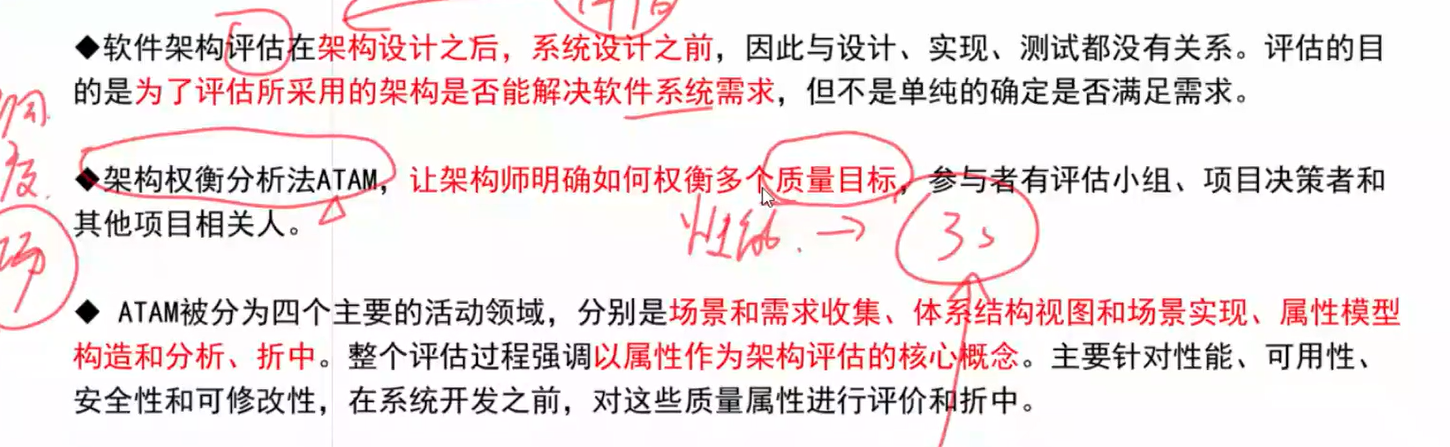 评估
◆软件架构评估在架构设计之后，系统设计之前，因此与设计、实现、测试都没有关系。评估的目
的是为了评估所采用的架构是否能解决软件系统需求，但不是单纯的确定是否满足需求。
◆架构权衡分析法ATAM，让架构师明确如何权衡多个质量目标，参与者有评估小组、项目决策者和
其他项目相关人。
性能. → 3s
◆ ATAM被分为四个主要的活动领域，分别是场景和需求收集、体系结构视图和场景实现、属性模型
构造和分析、折中。整个评估过程强调以属性作为架构评估的核心概念。主要针对性能、可用性、
安全性和可修改性，在系统开发之前，对这些质量属性进行评价和折中。